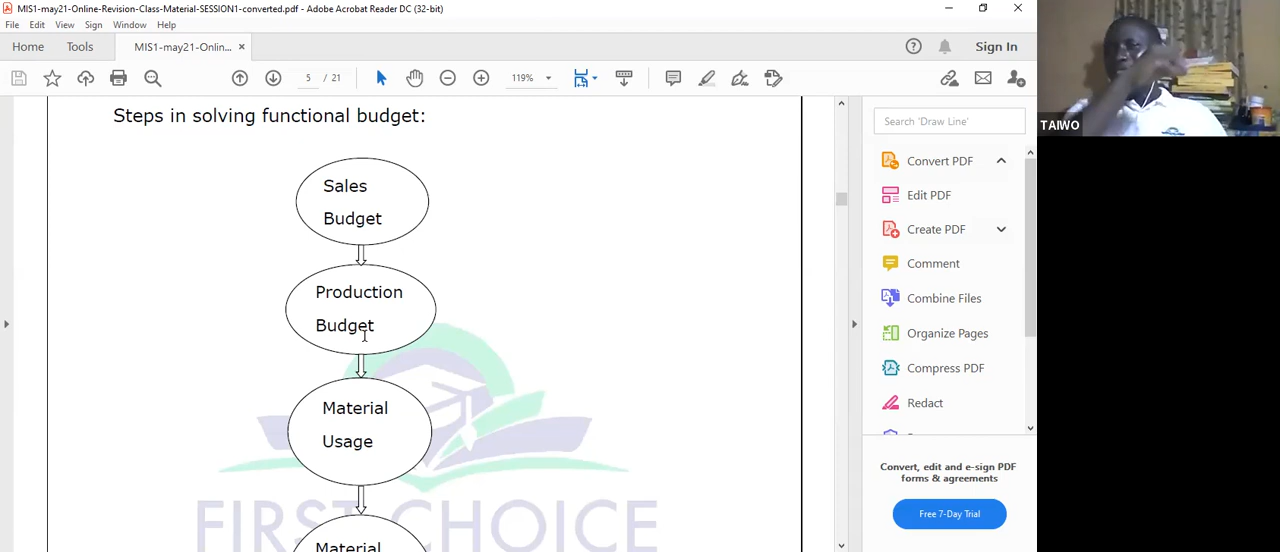 MIS1-may21-Online-Revision-Class-Material-SESSION1-converted.pdf - Adobe Acrobat Reader DC (32-bit)
File Edit View Sign Window Help
Home Tools MIS1-may21-Onlin... × Sign In
5 / 21 119%
Steps in solving functional budget:
Sales
Budget
Production
Budget
Material
Usage
Material
FIRST CHOICE
Search 'Draw Line'
Convert PDF
Edit PDF
Create PDF
Comment
Combine Files
Organize Pages
Compress PDF
Redact
Convert, edit and e-sign PDF
forms & agreements
Free 7-Day Trial
TAIWO